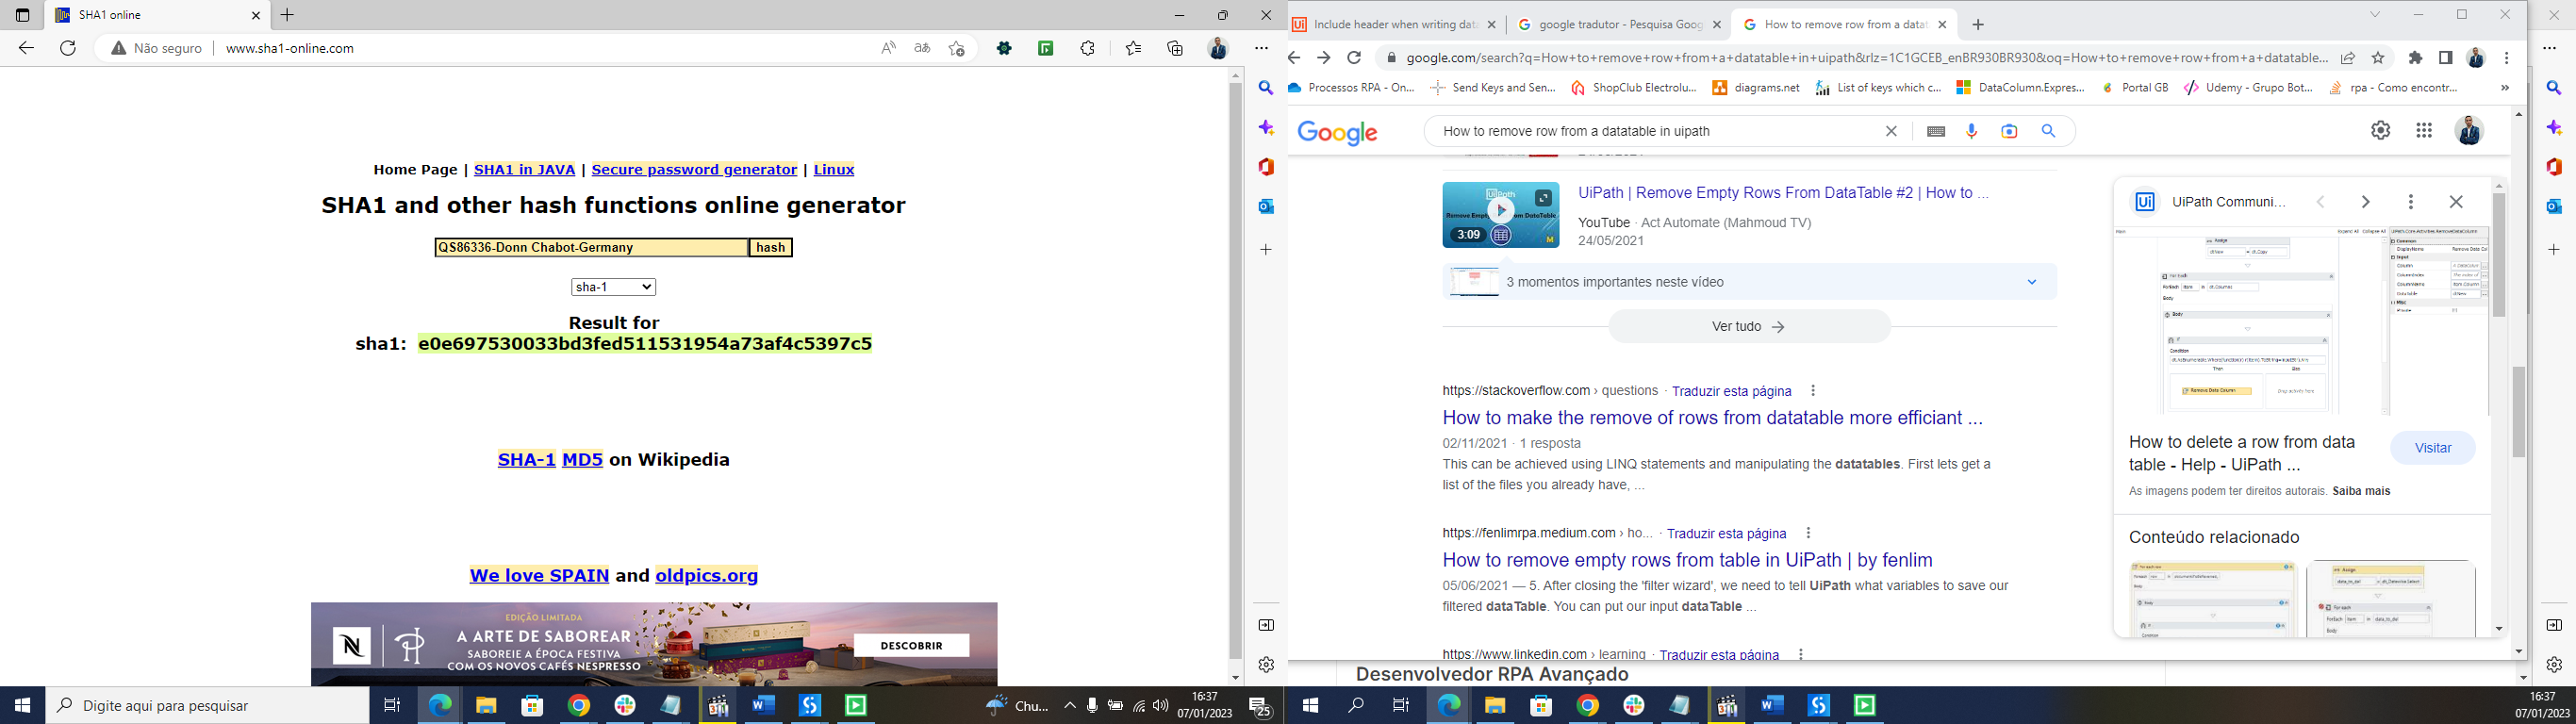 SHA1 online
Não seguro | www.sha1-online.com
Home Page | SHA1 in JAVA | Secure password generator | Linux
SHA1 and other hash functions online generator
QS86336-Donn Chabot-Germany hash
sha-1
Result for
sha1: e0e697530033bd3fed511531954a73af4c5397c5
SHA-1 MD5 on Wikipedia
We love SPAIN and oldpics.org
EDIÇÃO LIMITADA
A ARTE DE SABOREAR
SABOREIE A ÉPOCA FESTIVA
COM OS NOVOS CAFÉS NESPRESSO
DESCOBRIR
Digite aqui para pesquisar
Chu...
16:37
07/01/2023
25
Include header when writing data
google tradutor - Pesquisa Goog
How to remove row from a datat
google.com/search?q=How+to+remove+row+from+a+datatable+in+uipath&rlz=1C1GCEB_enBR930BR930&oq=How+to+remove+row+from+a+datatable...
Processos RPA - On... Send Keys and Sen... ShopClub Electrolu... diagrams.net List of keys which c... DataColumn.Expres... Portal GB Udemy - Grupo Bot... rpa - Como encontr... »
Google
How to remove row from a datatable in uipath
UiPath
Remove Empty
DataTable
3:09
UiPath | Remove Empty Rows From DataTable #2 | How to ...
YouTube · Act Automate (Mahmoud TV)
24/05/2021
3 momentos importantes neste vídeo
Ver tudo
https://stackoverflow.com › questions · Traduzir esta página
How to make the remove of rows from datatable more efficiant ...
02/11/2021 · 1 resposta
This can be achieved using LINQ statements and manipulating the datatables. First lets get a
list of the files you already have, ...
https://fenlimrpa.medium.com › ho... · Traduzir esta página
How to remove empty rows from table in UiPath | by fenlim
05/06/2021 — 5. After closing the 'filter wizard', we need to tell UiPath what variables to save our
filtered dataTable. You can put our input dataTable ...
https://www.linkedin.com › learning · Traduzir esta página
Ui UiPath Communi...
How to delete a row from data
table - Help - UiPath ...
Visitar
As imagens podem ter direitos autorais. Saiba mais
Conteúdo relacionado
Desenvolvedor RPA Avançado
16:37
07/01/2023